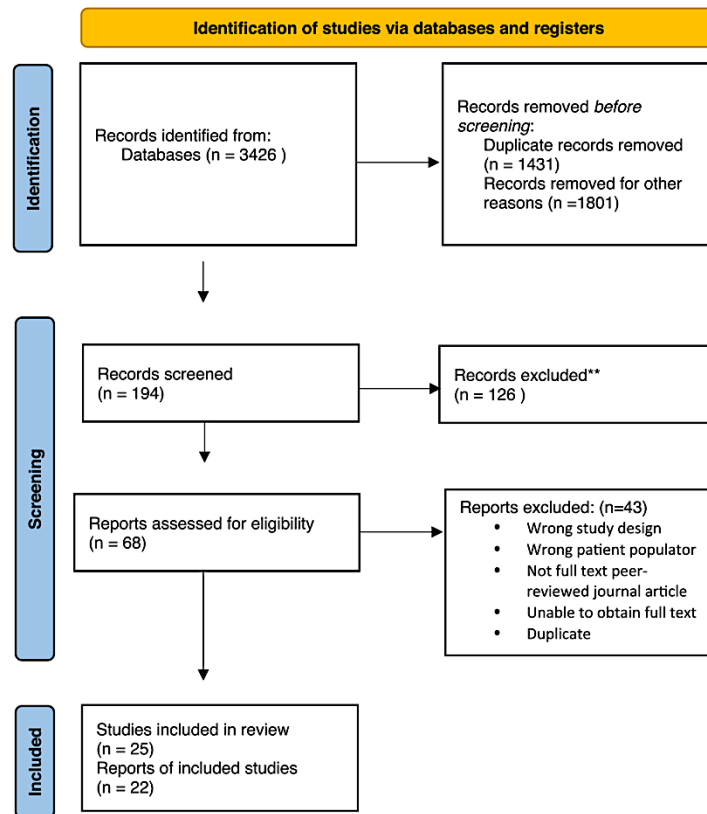 Identification of studies via databases and registers
Identification
Records identified from:
Databases (n = 3426 )
Records removed before
screening:
Duplicate records removed
(n = 1431)
Records removed for other
reasons (n =1801)
Screening
Records screened
(n = 194)
Records excluded**
(n = 126 )
Reports assessed for eligibility
(n = 68)
Reports excluded: (n=43)
• Wrong study design
• Wrong patient populator
• Not full text peer-
reviewed journal article
• Unable to obtain full text
• Duplicate
Included
Studies included in review
(n = 25)
Reports of included studies
(n = 22)